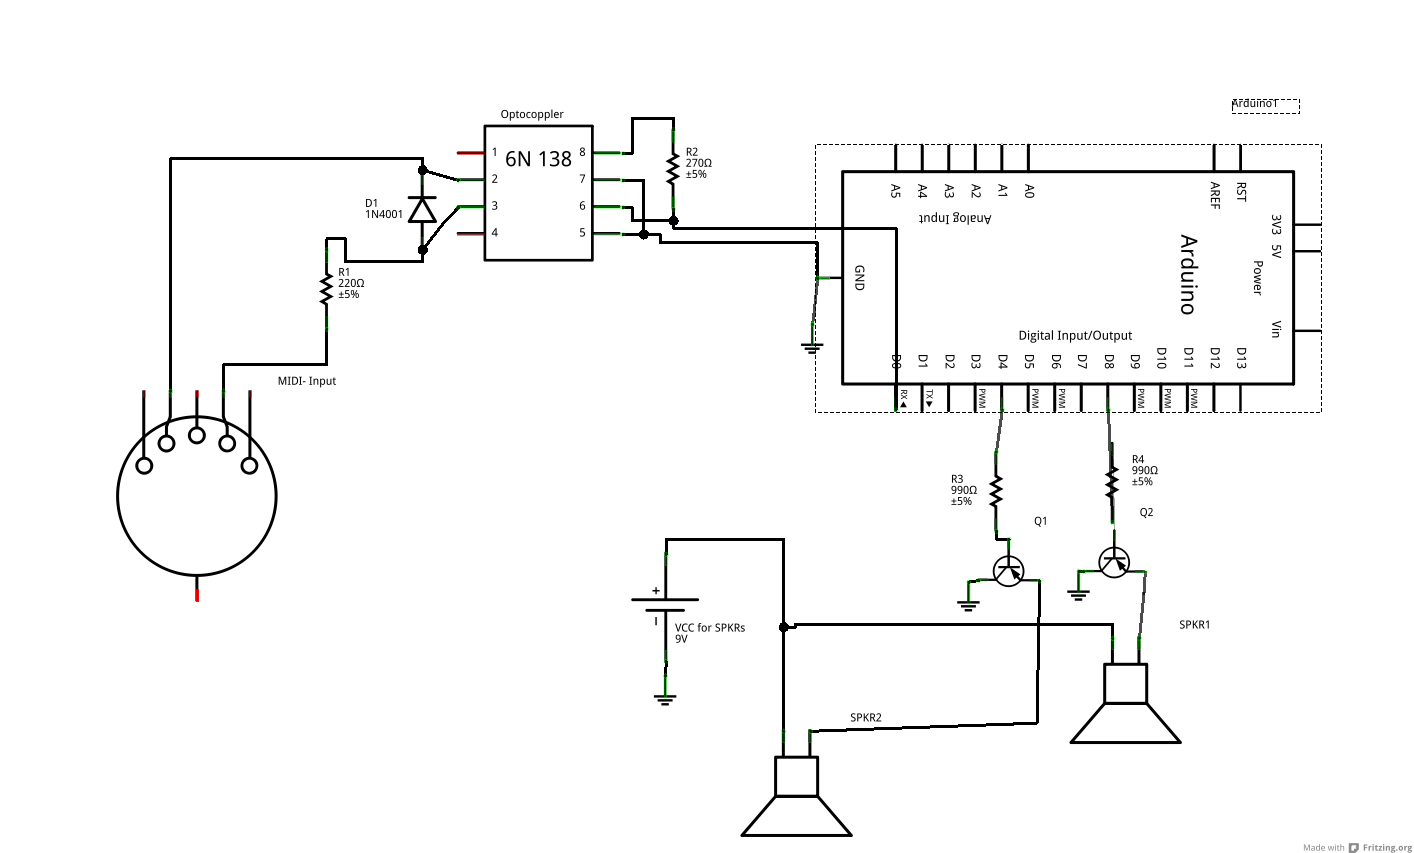 Arduino1
Optocoppler
6N 138
1
2
3
4
8
7
6
5
R2
270Ω
±5%
D1
1N4001
R1
220Ω
±5%
MIDI- Input
A5
A4
A3
A2
A1
A0
AREF
RST
Analog Input
3V3
5V
Power
Vin
GND
Arduino
Digital Input/Output
D0
D1
D2
D3
D4
D5
D6
D7
D8
D9
D10
D11
D12
D13
RX
TX
PWM
PWM
PWM
PWM
PWM
PWM
R3
990Ω
±5%
R4
990Ω
±5%
Q1
Q2
+
VCC for SPKRs
9V
SPKR1
SPKR2
Made with Fritzing.org